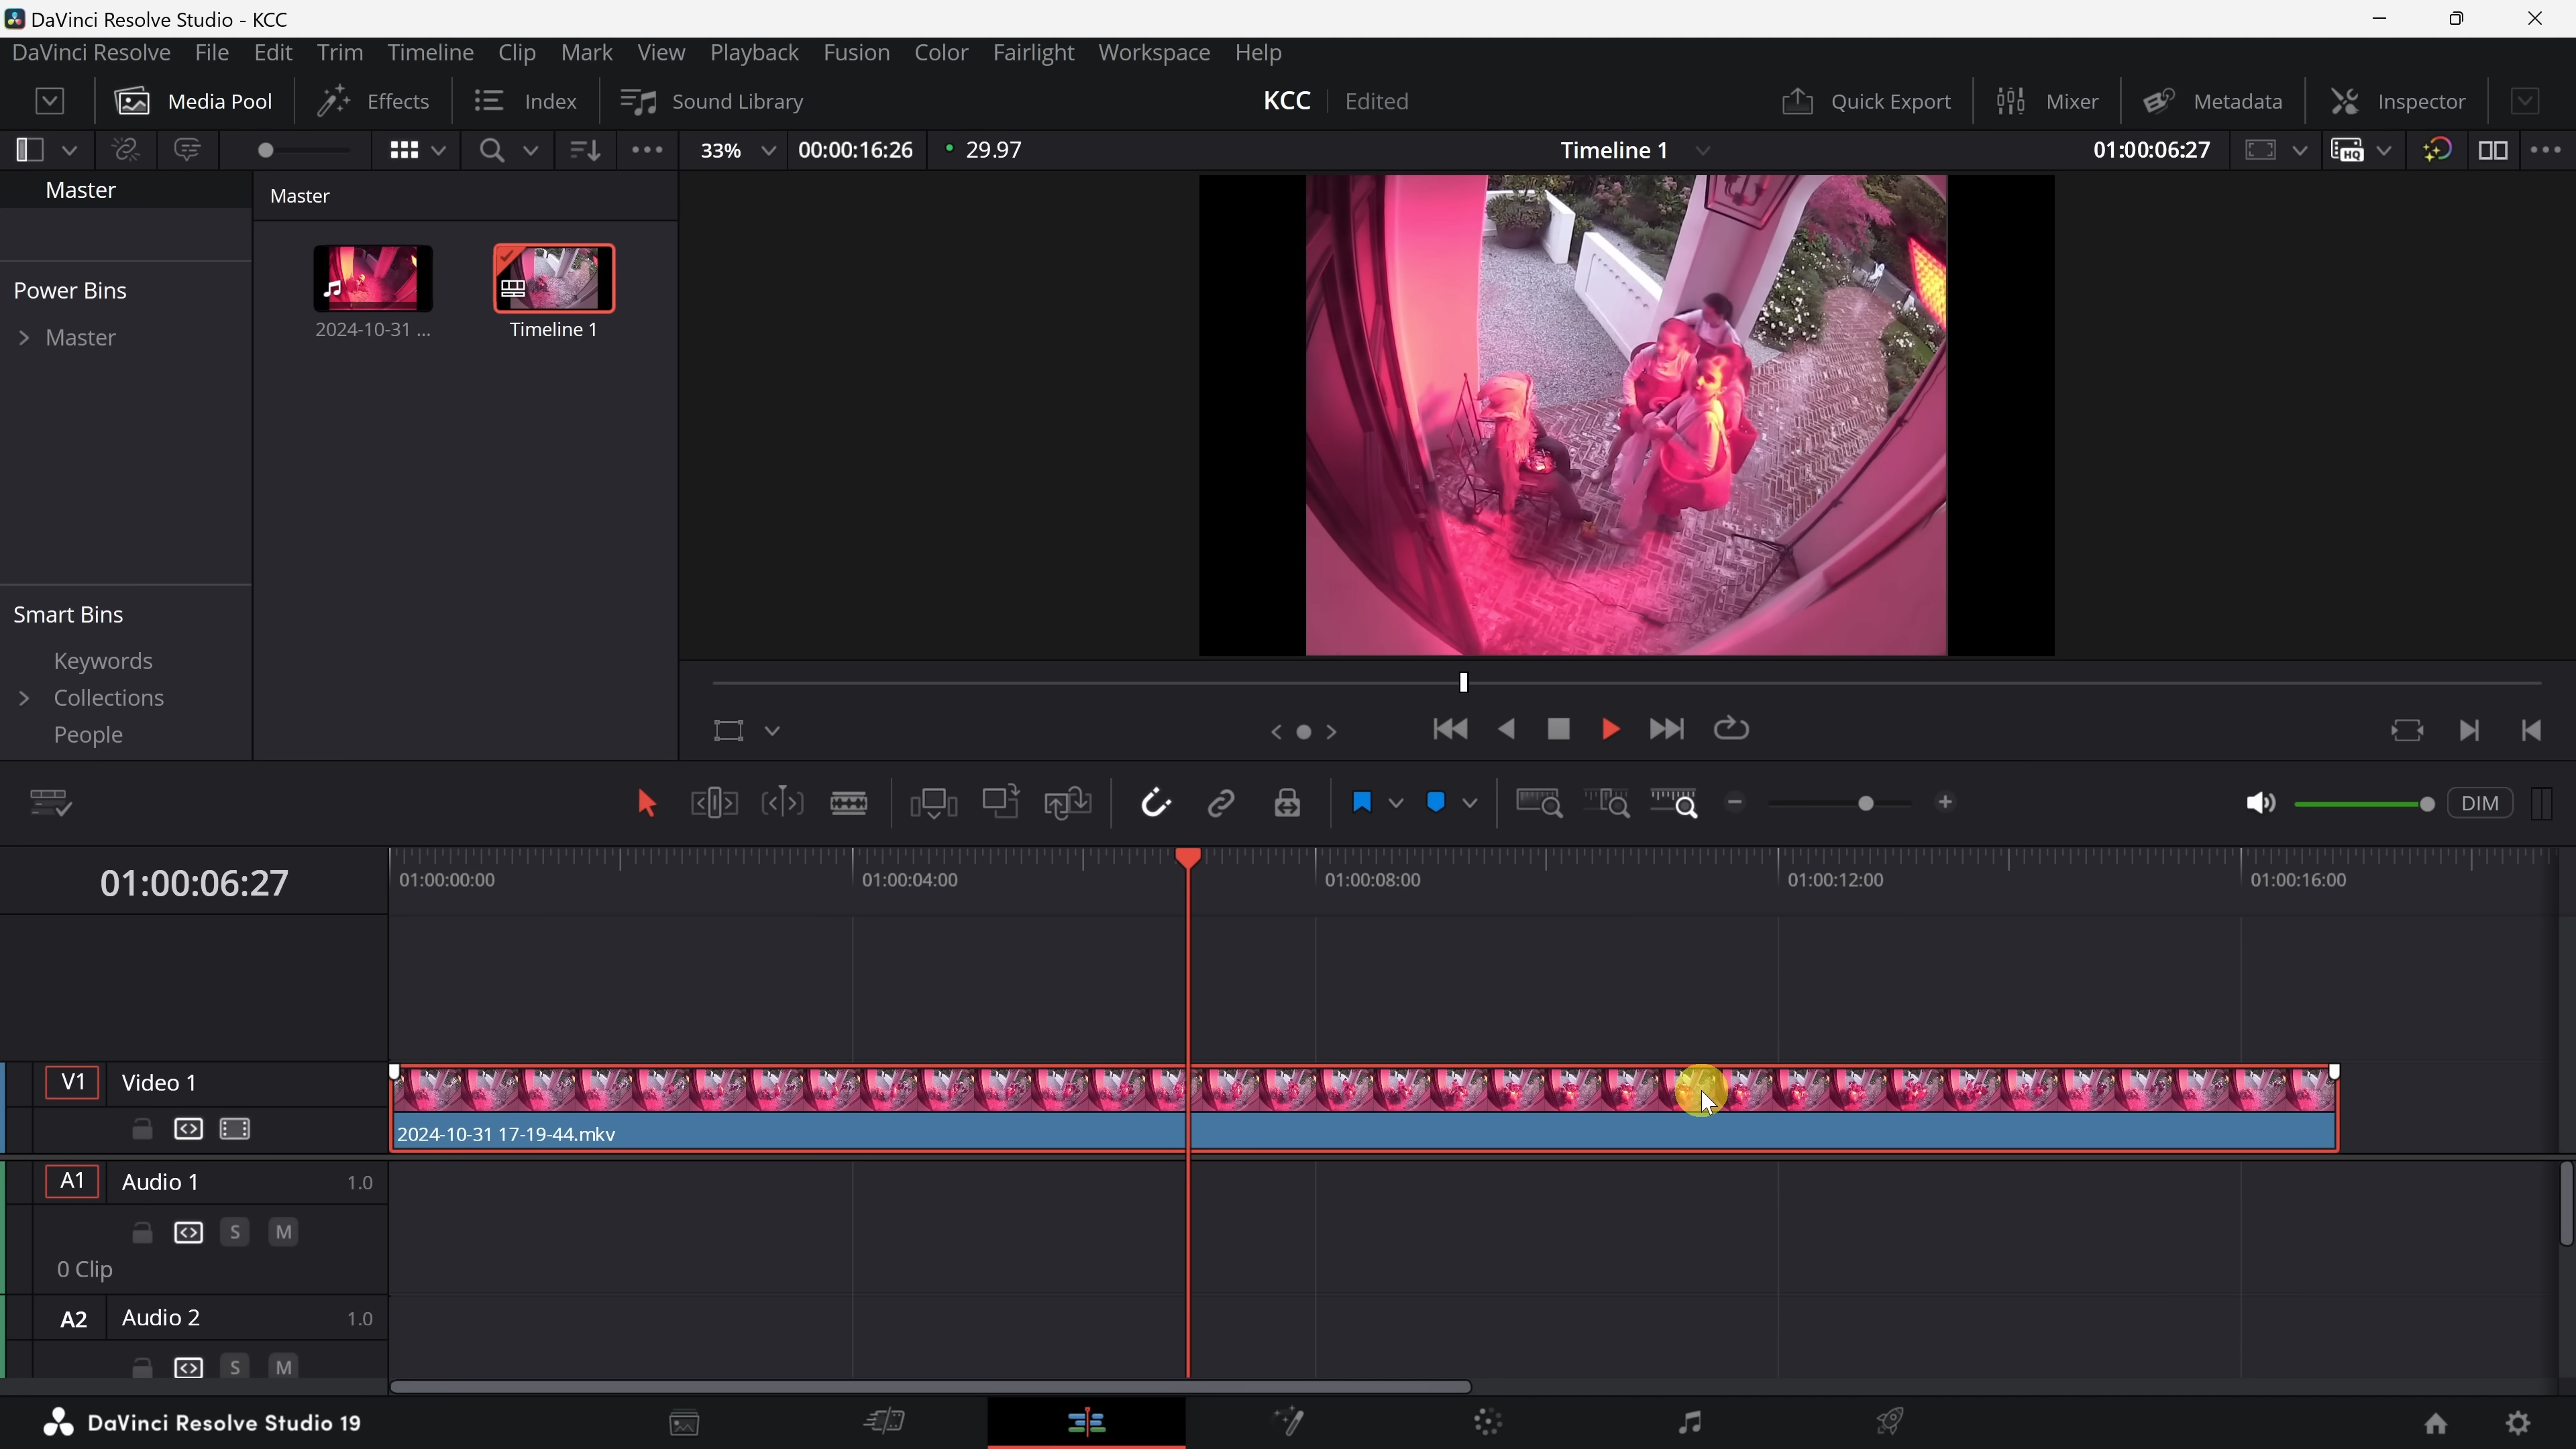 DaVinci Resolve Studio - KCC
DaVinci Resolve File Edit Trim Timeline Clip Mark View Playback Fusion Color Fairlight Workspace Help
Media Pool Effects Index Sound Library KCC Edited Quick Export Mixer Metadata Inspector
33% 00:00:16:26 29.97 Timeline 1 01:00:06:27 HQ
Master
Master
2024-10-31 ... Timeline 1
Power Bins
Master
Smart Bins
Keywords
Collections
People
DIM
01:00:06:27
01:00:00:00 01:00:04:00 01:00:08:00 01:00:12:00 01:00:16:00
V1 Video 1
2024-10-31 17-19-44.mkv
A1 Audio 1 1.0
S M
0 Clip
A2 Audio 2 1.0
S M
DaVinci Resolve Studio 19